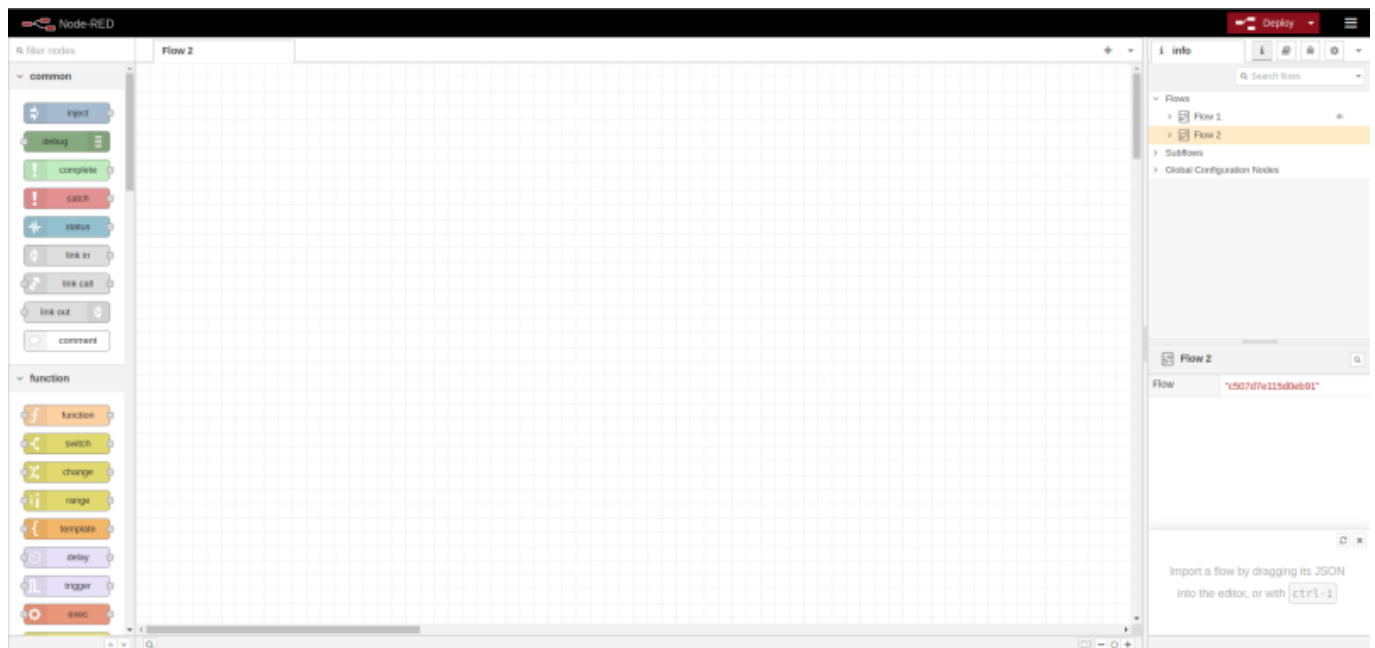 Node-RED
Deploy
filter nodes
Flow 2
info
common
Search flows
inject
Flows
Flow 1
debug
Flow 2
Subflows
complete
Global Configuration Nodes
catch
status
link in
link call
link out
comment
Flow 2
function
Flow "c507d7e115d0eb91"
function
switch
change
range
template
delay
Import a flow by dragging its JSON
trigger
into the editor, or with ctrl-i
exec